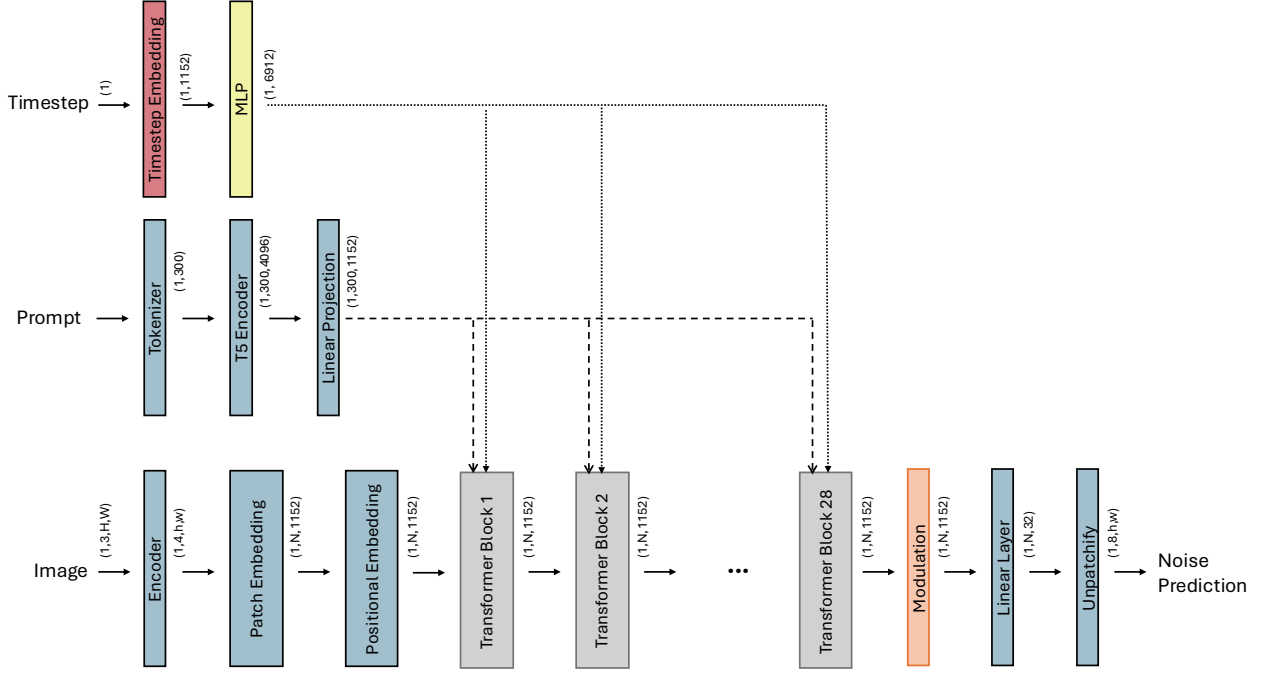 Timestep
(1)
Timestep Embedding
(1,1152)
MLP
(1, 6912)
Prompt
Tokenizer
(1,300)
T5 Encoder
(1,300,4096)
Linear Projection
(1,300,1152)
Image
(1,3,H,W)
Encoder
(1,4,h,w)
Patch Embedding
(1,N,1152)
Positional Embedding
(1,N,1152)
Transformer Block 1
(1,N,1152)
Transformer Block 2
(1,N,1152)
...
Transformer Block 28
(1,N,1152)
Modulation
(1,N,1152)
Linear Layer
(1,N,32)
Unpatchify
(1,8,h,w)
Noise
Prediction